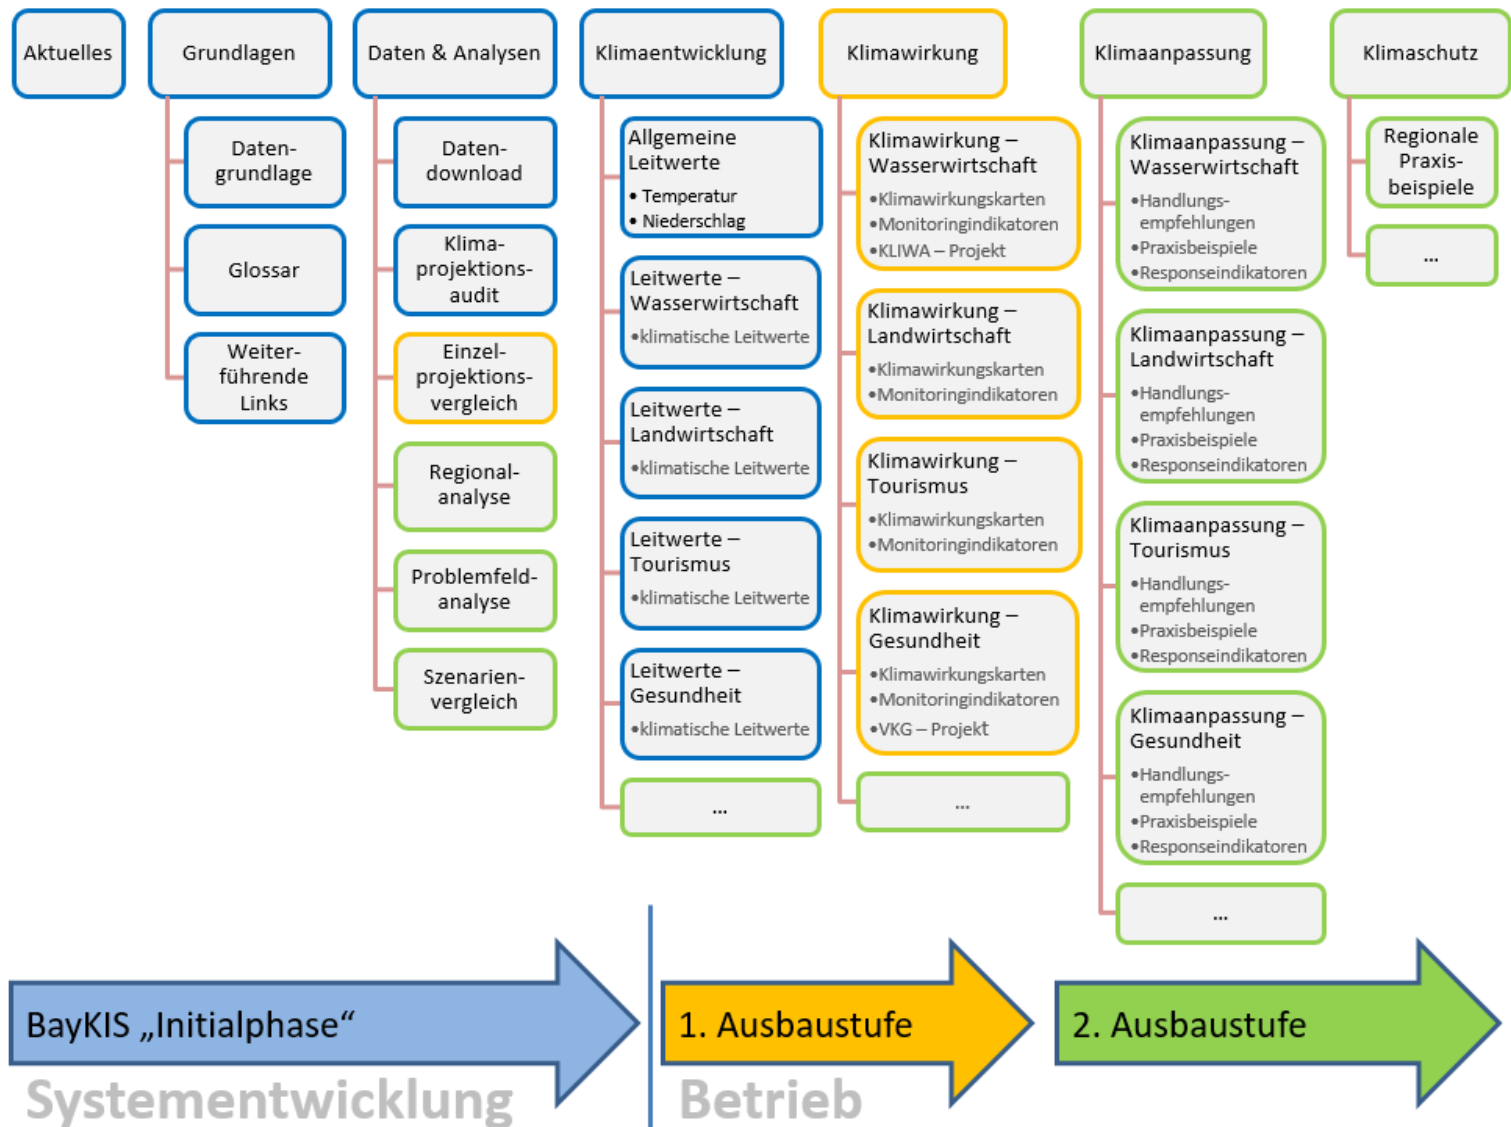 Aktuelles
Grundlagen
Daten-
grundlage
Glossar
Weiter-
führende
Links
Daten & Analysen
Daten-
download
Klima-
projektions-
audit
Einzel-
projektions-
vergleich
Regional-
analyse
Problemfeld-
analyse
Szenarien-
vergleich
Klimaentwicklung
Allgemeine
Leitwerte
• Temperatur
• Niederschlag
Leitwerte –
Wasserwirtschaft
•klimatische Leitwerte
Leitwerte –
Landwirtschaft
•klimatische Leitwerte
Leitwerte –
Tourismus
•klimatische Leitwerte
Leitwerte –
Gesundheit
•klimatische Leitwerte
...
Klimawirkung
Klimawirkung –
Wasserwirtschaft
•Klimawirkungskarten
•Monitoringindikatoren
•KLIWA – Projekt
Klimawirkung –
Landwirtschaft
•Klimawirkungskarten
•Monitoringindikatoren
Klimawirkung –
Tourismus
•Klimawirkungskarten
•Monitoringindikatoren
Klimawirkung –
Gesundheit
•Klimawirkungskarten
•Monitoringindikatoren
•VKG – Projekt
...
Klimaanpassung
Klimaanpassung –
Wasserwirtschaft
•Handlungs-
empfehlungen
•Praxisbeispiele
•Responseindikatoren
Klimaanpassung –
Landwirtschaft
•Handlungs-
empfehlungen
•Praxisbeispiele
•Responseindikatoren
Klimaanpassung –
Tourismus
•Handlungs-
empfehlungen
•Praxisbeispiele
•Responseindikatoren
Klimaanpassung –
Gesundheit
•Handlungs-
empfehlungen
•Praxisbeispiele
•Responseindikatoren
...
Klimaschutz
Regionale
Praxis-
beispiele
...
BayKIS „Initialphase“
1. Ausbaustufe
2. Ausbaustufe
Systementwicklung
Betrieb